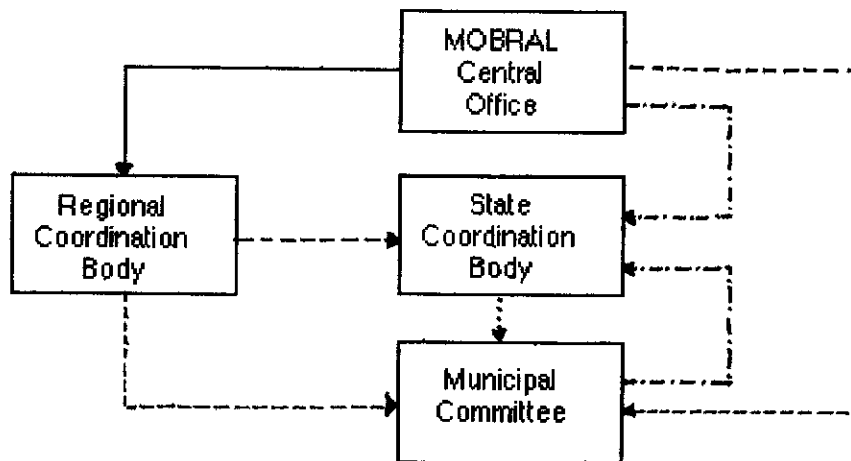 MOBRAL
Central
Office
Regional
Coordination
Body
State
Coordination
Body
Municipal
Committee